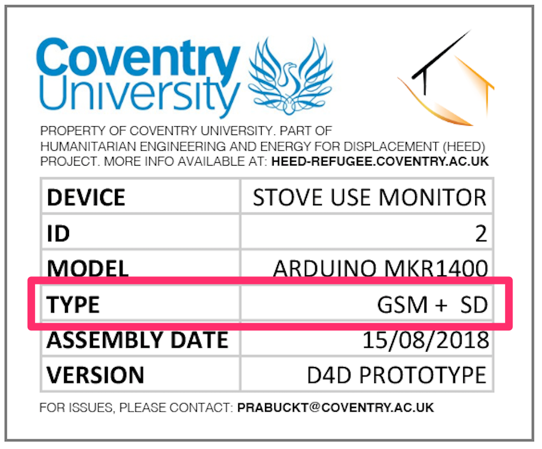 Coventry
University
PROPERTY OF COVENTRY UNIVERSITY. PART OF
HUMANITARIAN ENGINEERING AND ENERGY FOR DISPLACEMENT (HEED)
PROJECT. MORE INFO AVAILABLE AT: HEED-REFUGEE.COVENTRY.AC.UK
DEVICE STOVE USE MONITOR
ID 2
MODEL ARDUINO MKR1400
TYPE GSM + SD
ASSEMBLY DATE 15/08/2018
VERSION D4D PROTOTYPE
FOR ISSUES, PLEASE CONTACT: PRABUCKT@COVENTRY.AC.UK